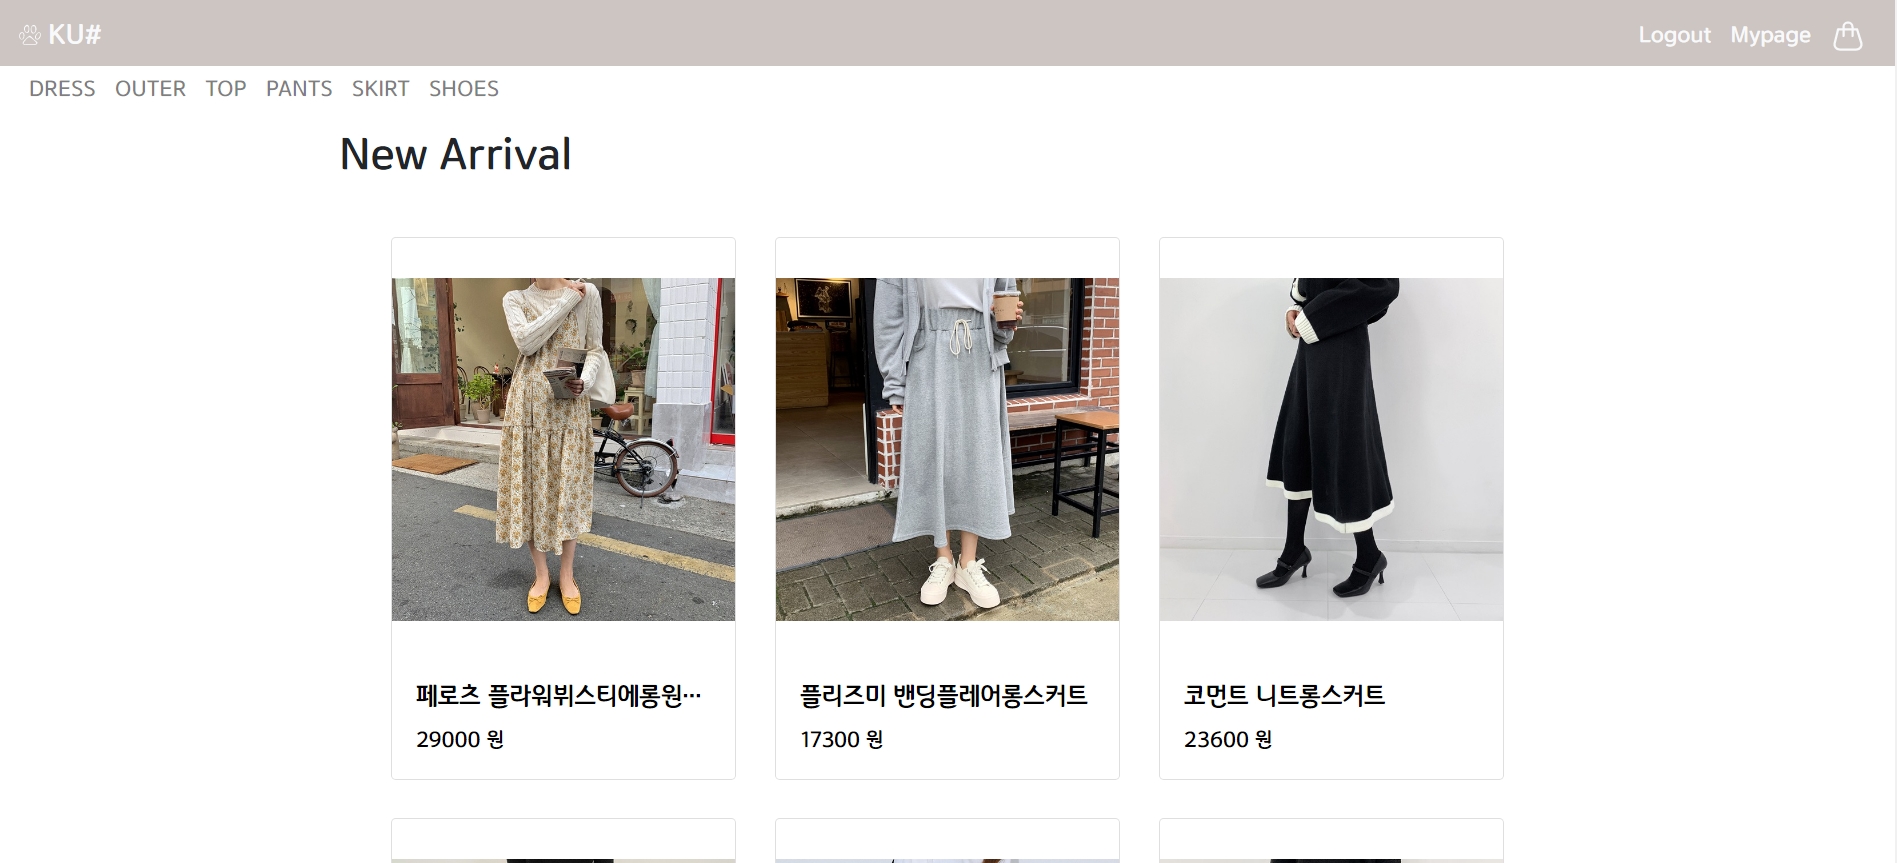 KU#
Logout Mypage
DRESS OUTER TOP PANTS SKIRT SHOES
New Arrival
페로츠 플라워뷔스티에롱원…
29000 원
플리즈미 밴딩플레어롱스커트
17300 원
코먼트 니트롱스커트
23600 원